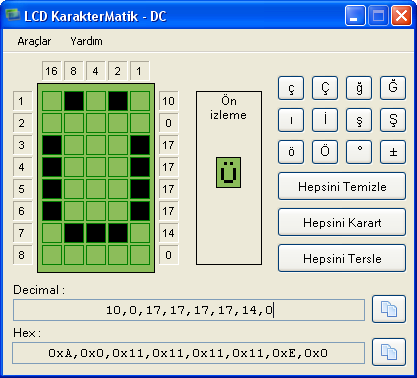 LCD KarakterMatik - DC
Araçlar Yardım
16 8 4 2 1
1 10
2 0
3 17
4 17
5 17
6 17
7 14
8 0
Ön
izleme
Ü
ç Ç ğ Ğ
ı İ ş Ş
ö Ö ° ±
Hepsini Temizle
Hepsini Karart
Hepsini Tersle
Decimal :
10,0,17,17,17,17,14,0
Hex :
0xA,0x0,0x11,0x11,0x11,0x11,0xE,0x0